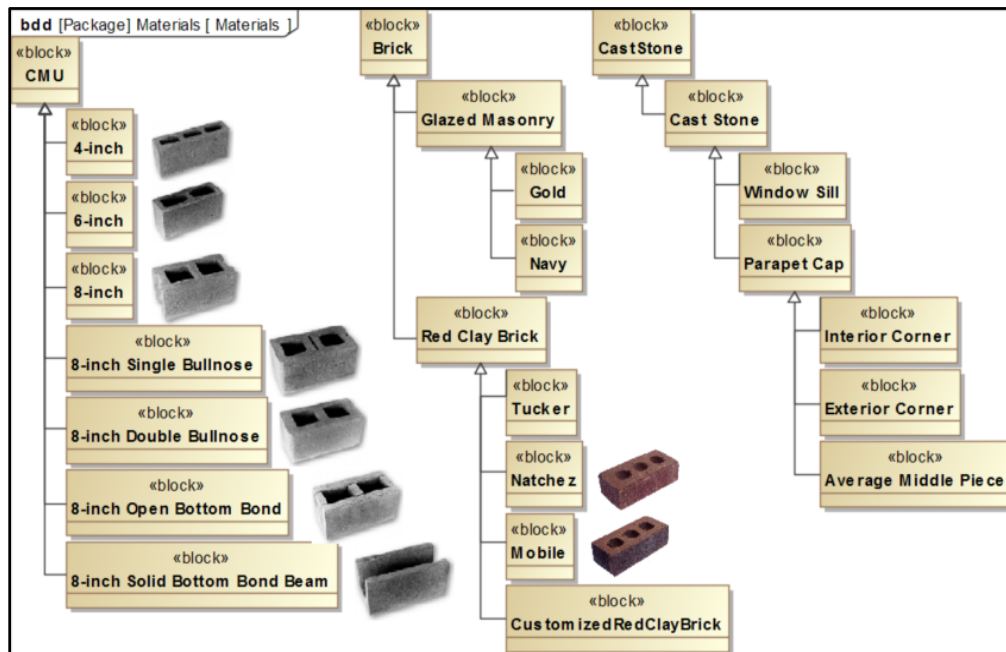 bdd [Package] Materials [ Materials ]
«block»
CMU
«block»
4-inch
«block»
6-inch
«block»
8-inch
«block»
8-inch Single Bullnose
«block»
8-inch Double Bullnose
«block»
8-inch Open Bottom Bond
«block»
8-inch Solid Bottom Bond Beam
«block»
Brick
«block»
Glazed Masonry
«block»
Gold
«block»
Navy
«block»
Red Clay Brick
«block»
Tucker
«block»
Natchez
«block»
Mobile
«block»
CustomizedRedClayBrick
«block»
CastStone
«block»
Cast Stone
«block»
Window Sill
«block»
Parapet Cap
«block»
Interior Corner
«block»
Exterior Corner
«block»
Average Middle Piece